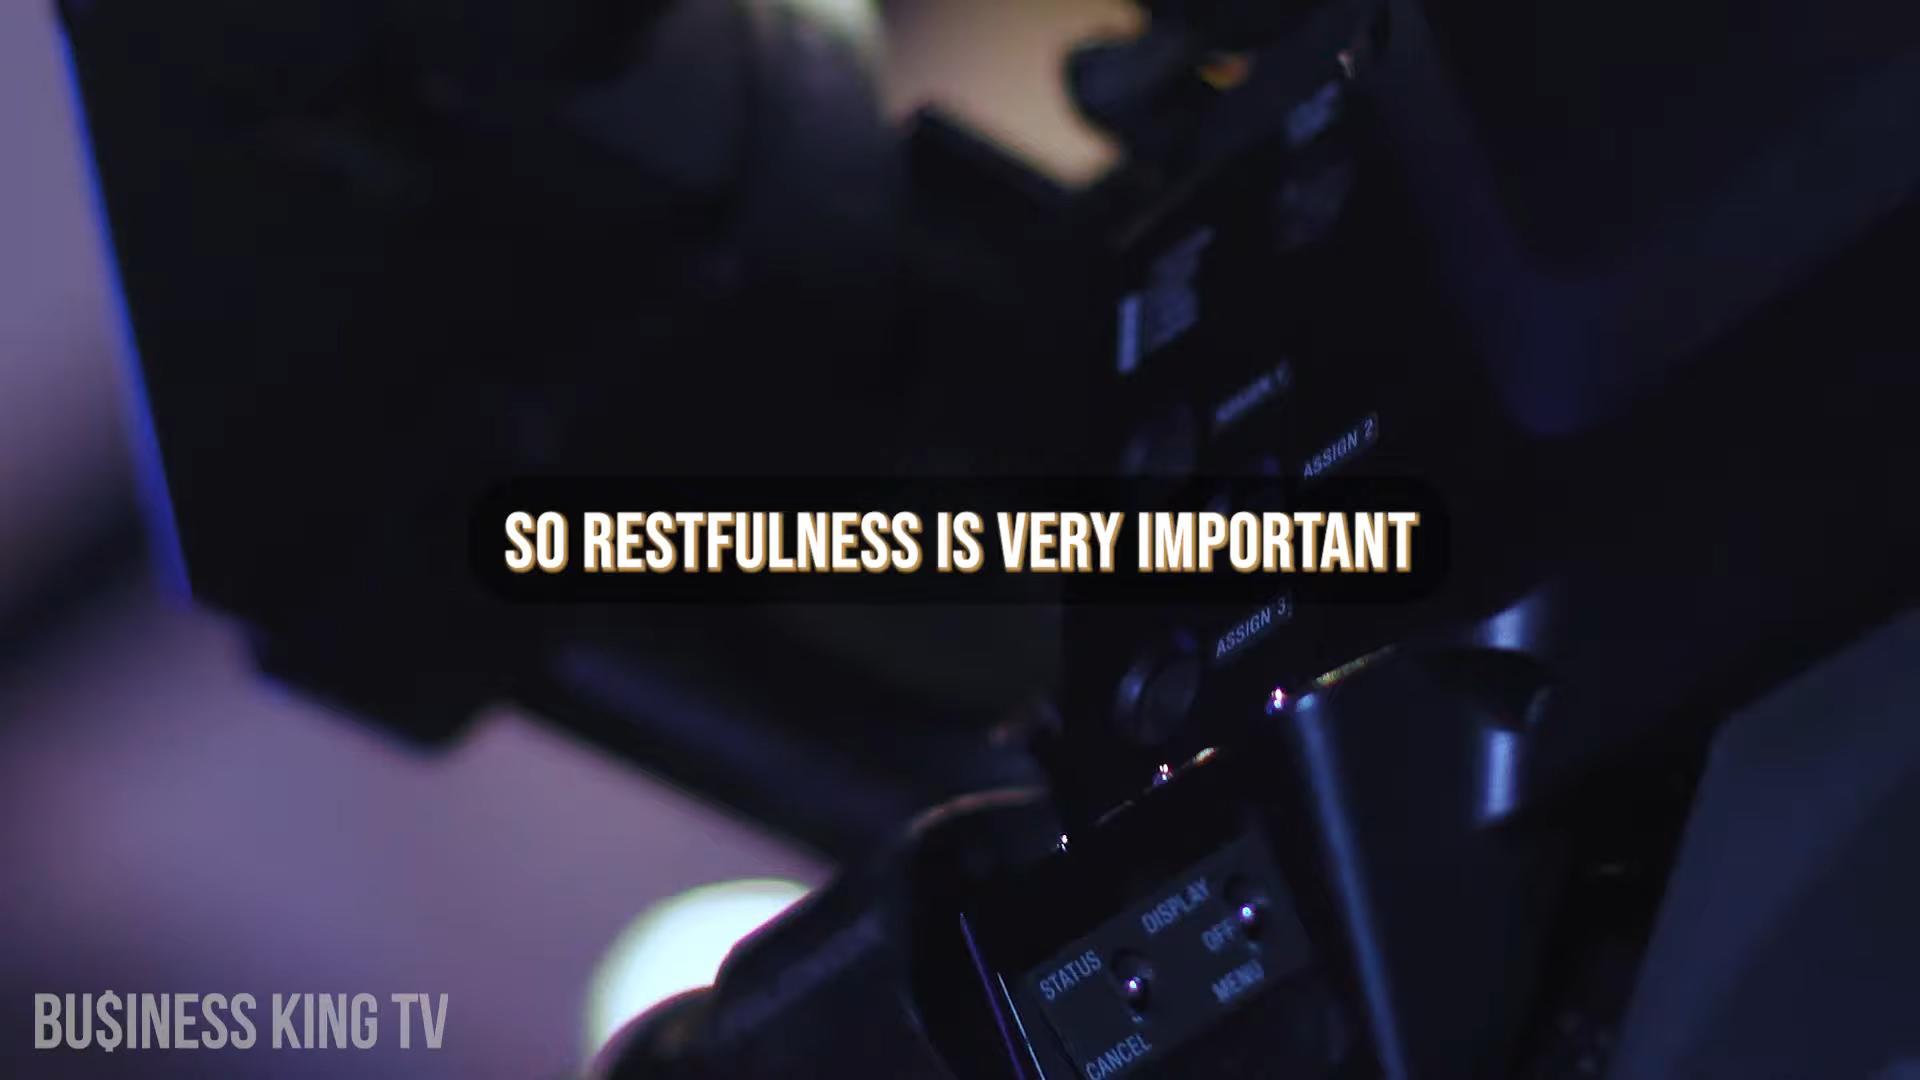 ASSIGN 2
SO RESTFULNESS IS VERY IMPORTANT
ASSIGN 3
DISPLAY
OFF
STATUS
MENU
CANCEL
BU$INESS KING TV